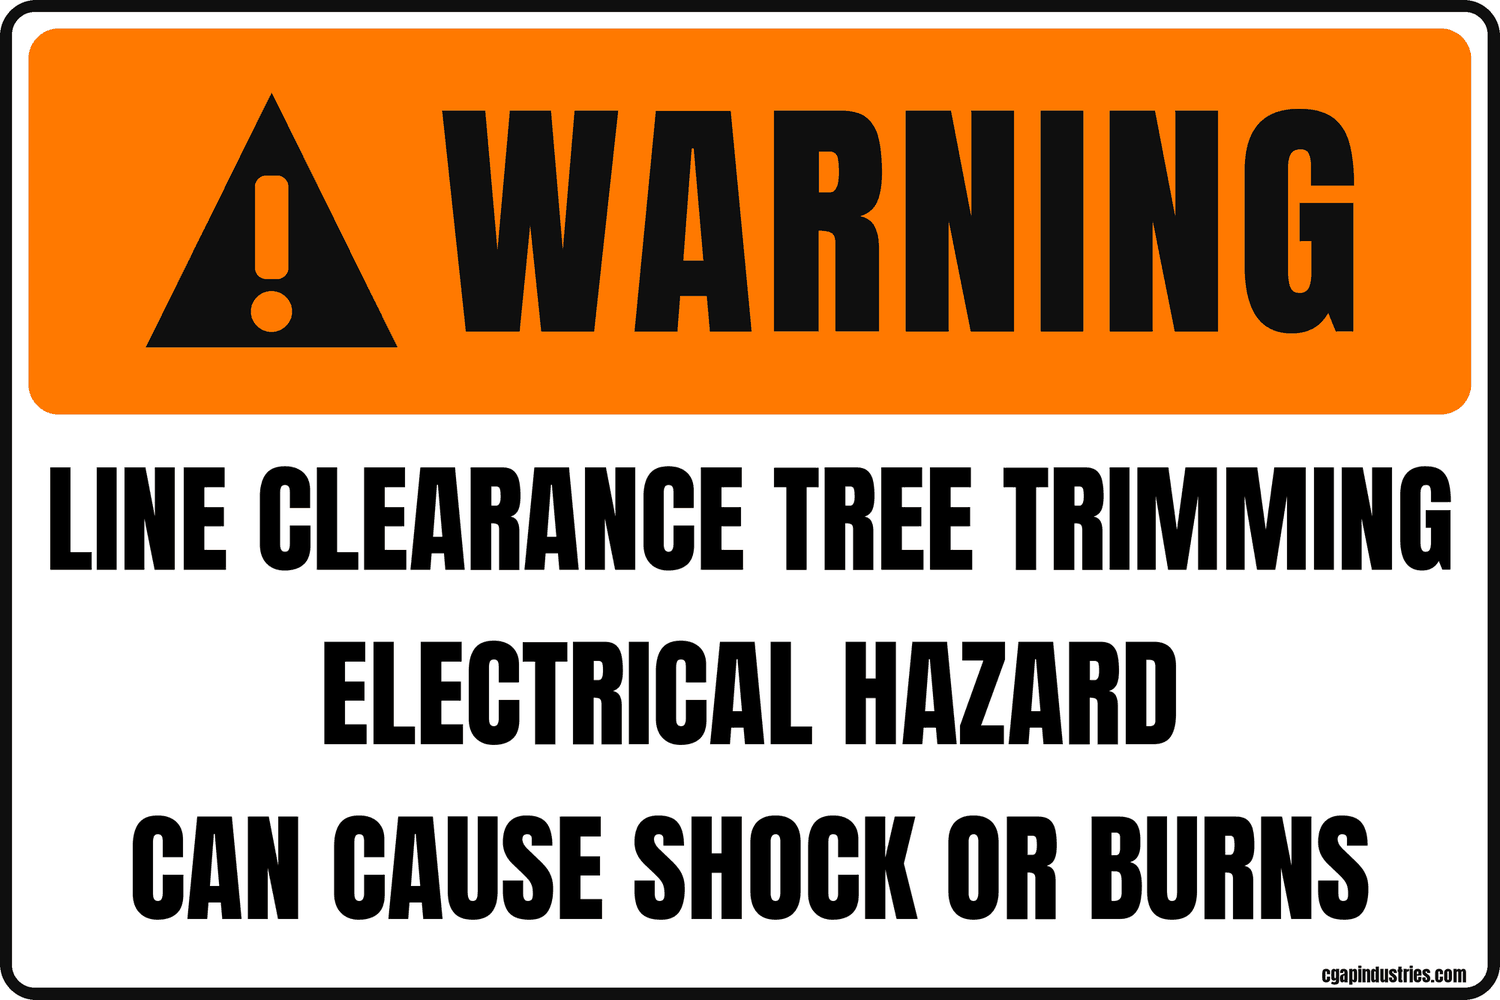 WARNING
LINE CLEARANCE TREE TRIMMING
ELECTRICAL HAZARD
CAN CAUSE SHOCK OR BURNS
cgapindustries.com